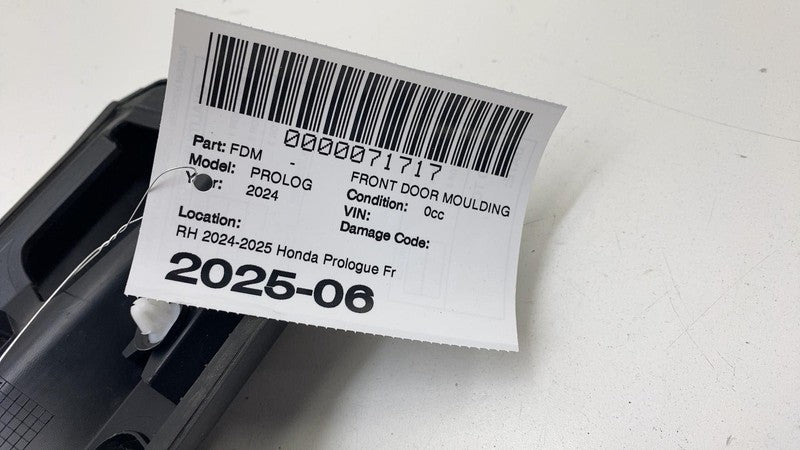 0000071717
Part: FDM - FRONT DOOR MOULDING
Model: PROLOG Condition: 0cc
Year: 2024 VIN:
Damage Code:
Location:
RH 2024-2025 Honda Prologue Fr
2025-06